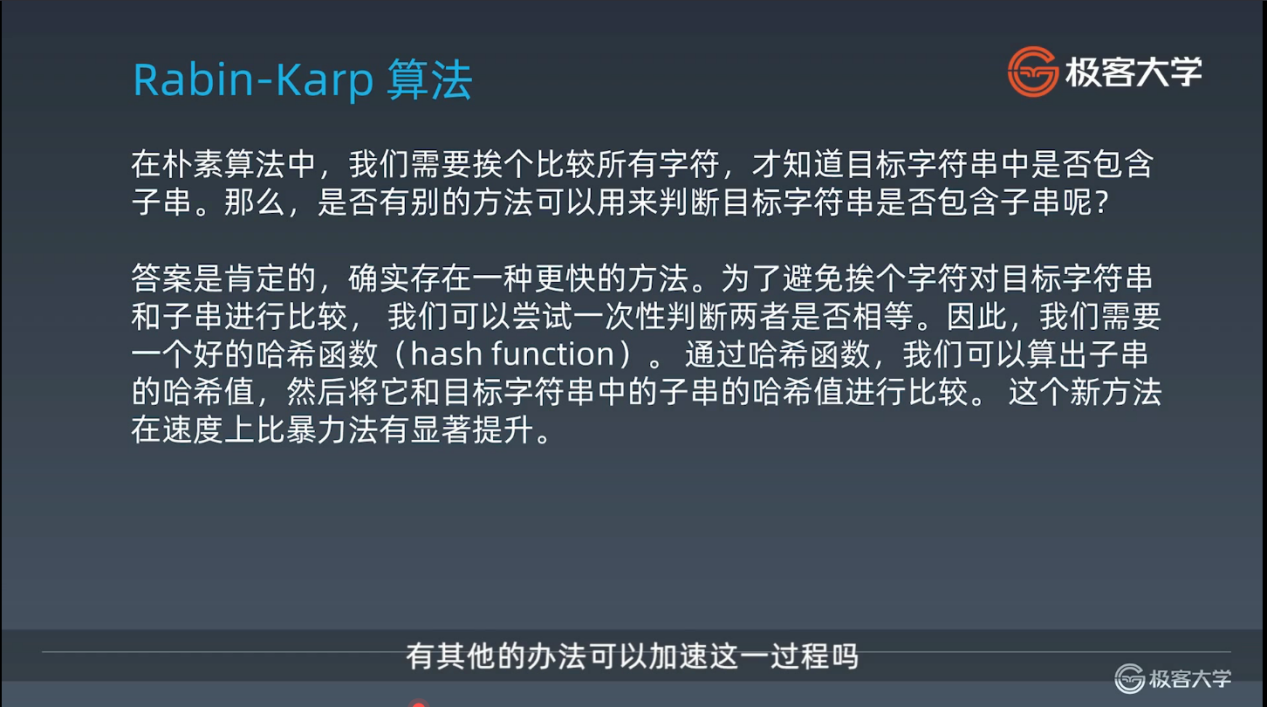 Rabin-Karp 算法
极客大学
在朴素算法中，我们需要挨个比较所有字符，才知道目标字符串中是否包含
子串。那么，是否有别的方法可以用来判断目标字符串是否包含子串呢？
答案是肯定的，确实存在一种更快的方法。为了避免挨个字符对目标字符串
和子串进行比较， 我们可以尝试一次性判断两者是否相等。因此，我们需要
一个好的哈希函数（hash function）。 通过哈希函数，我们可以算出子串
的哈希值，然后将它和目标字符串中的子串的哈希值进行比较。 这个新方法
在速度上比暴力法有显著提升。
有其他的办法可以加速这一过程吗
极客大学